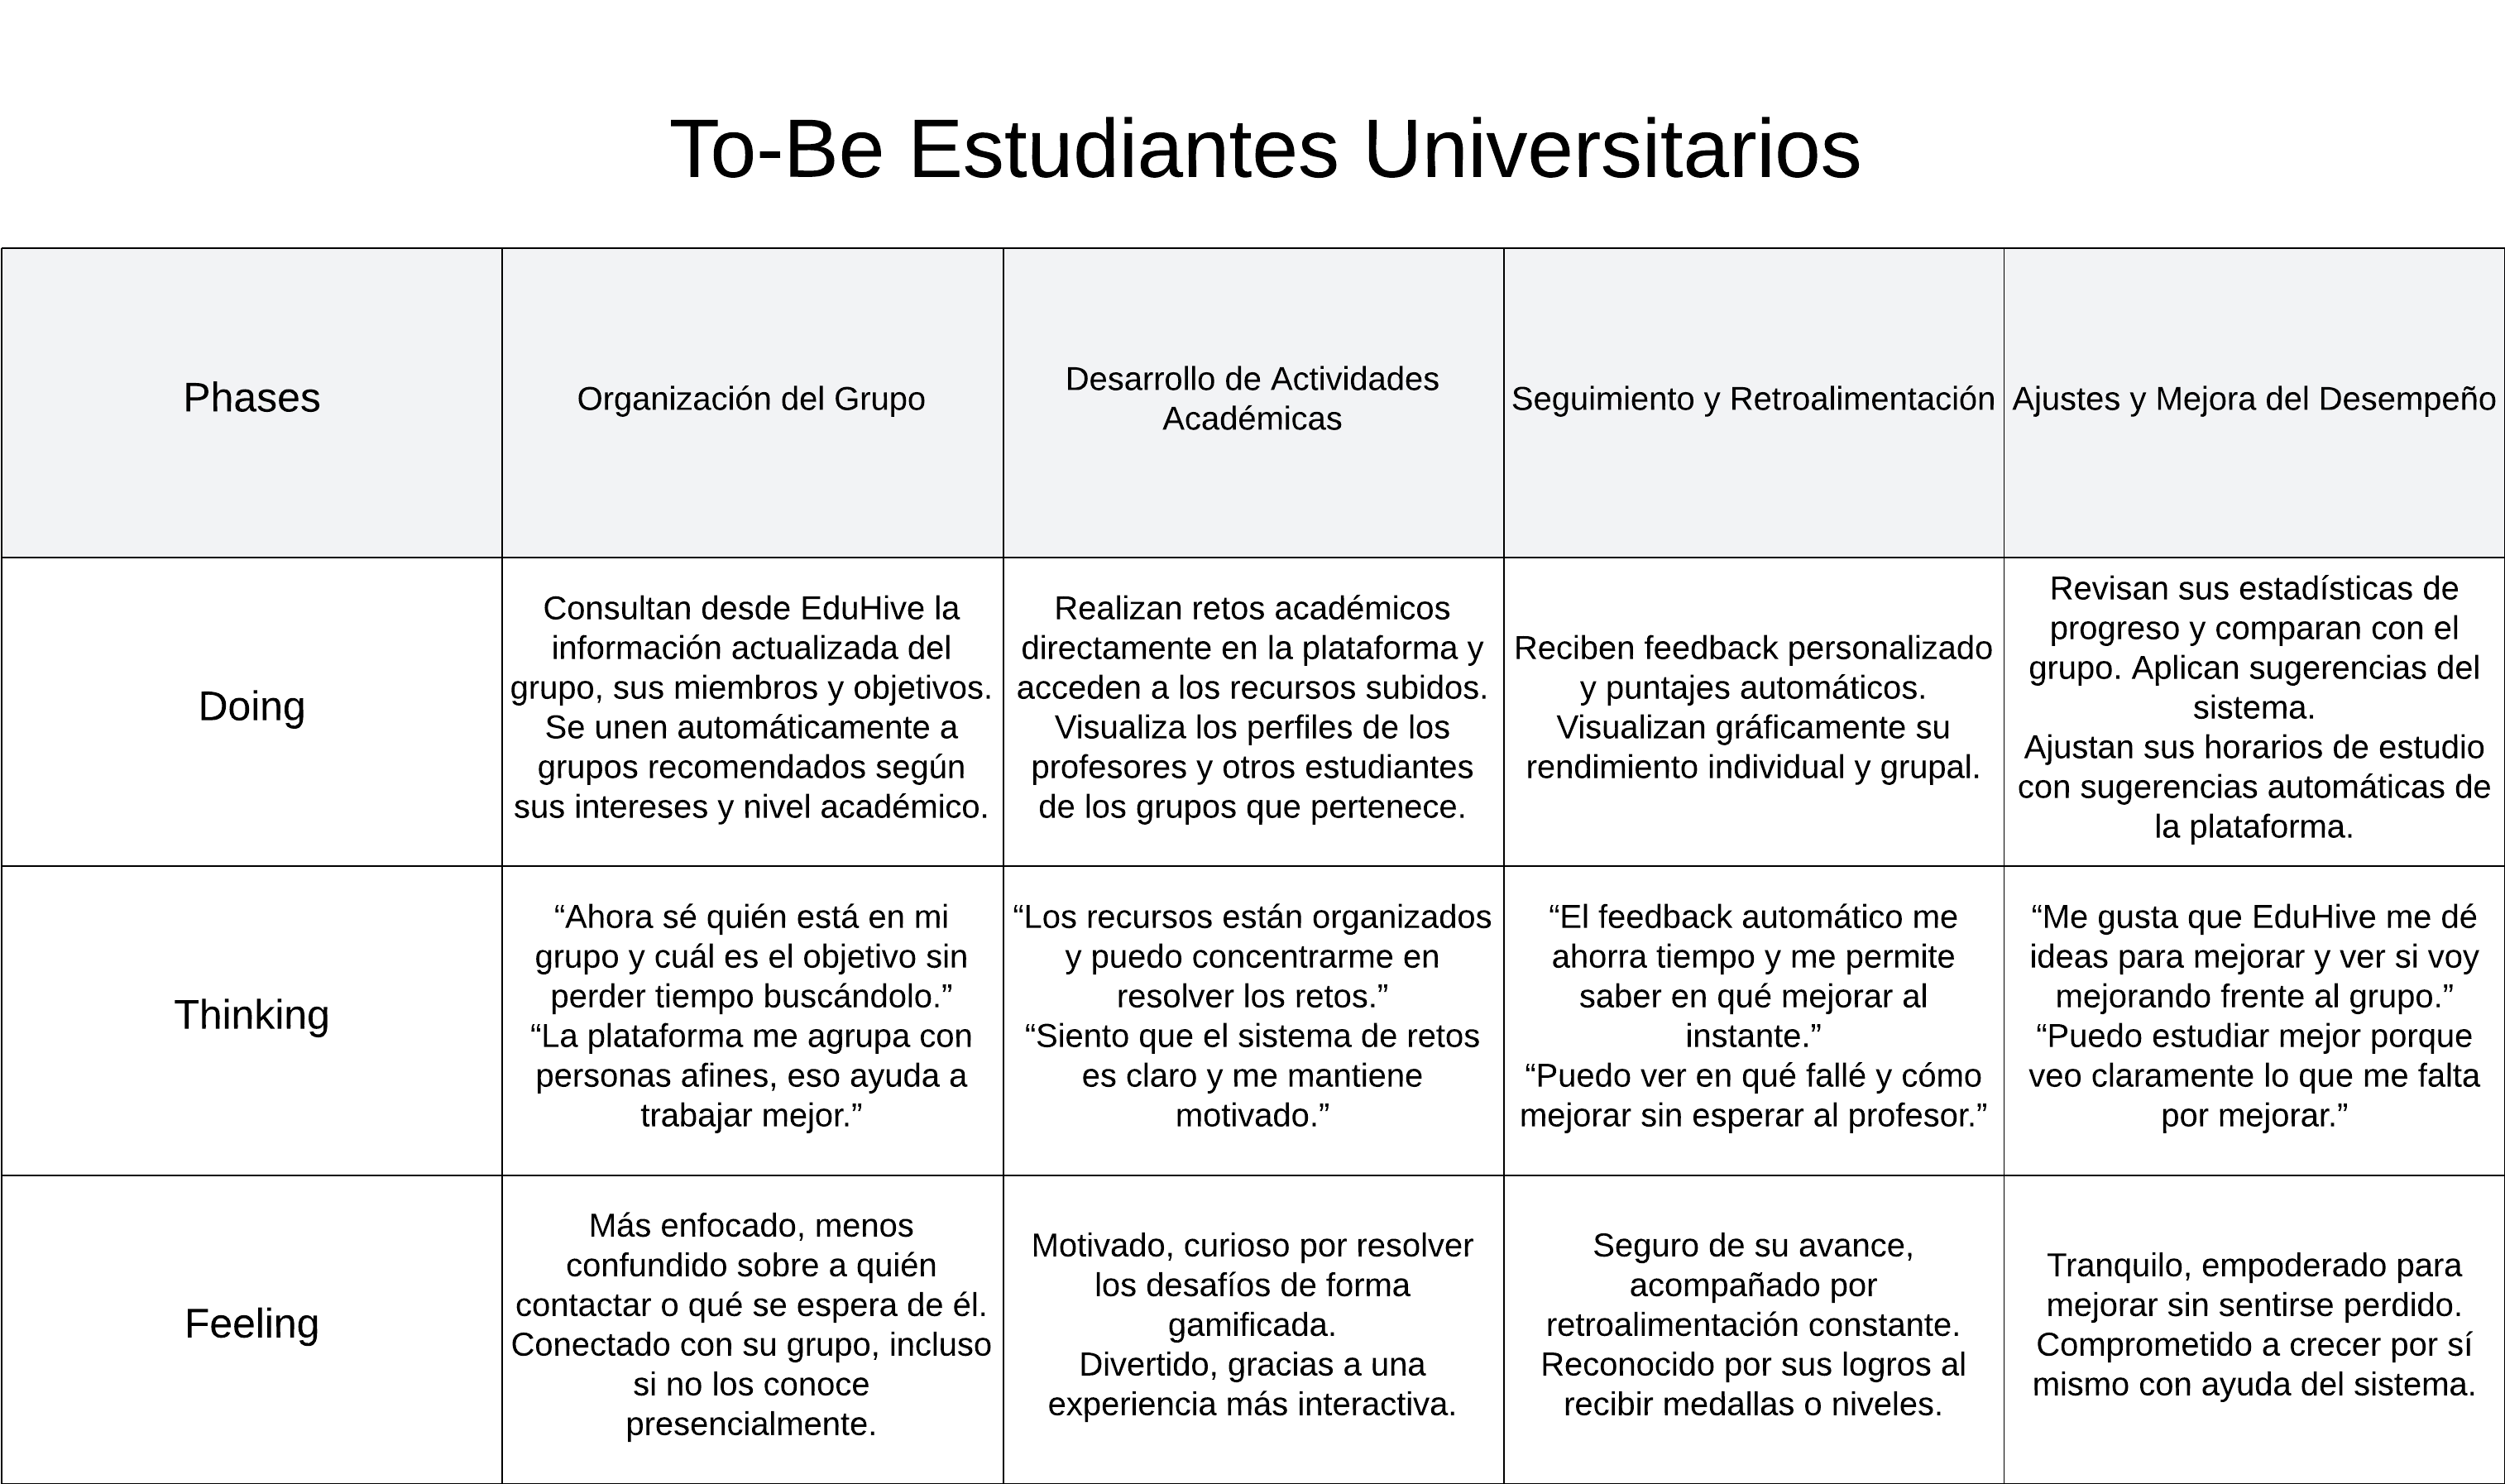 To-Be Estudiantes Universitarios
Phases
Organización del Grupo
Desarrollo de Actividades
Académicas
Seguimiento y Retroalimentación
Ajustes y Mejora del Desempeño
Doing
Consultan desde EduHive la
información actualizada del
grupo, sus miembros y objetivos.
Se unen automáticamente a
grupos recomendados según
sus intereses y nivel académico.
Realizan retos académicos
directamente en la plataforma y
acceden a los recursos subidos.
Visualiza los perfiles de los
profesores y otros estudiantes
de los grupos que pertenece.
Reciben feedback personalizado
y puntajes automáticos.
Visualizan gráficamente su
rendimiento individual y grupal.
Revisan sus estadísticas de
progreso y comparan con el
grupo. Aplican sugerencias del
sistema.
Ajustan sus horarios de estudio
con sugerencias automáticas de
la plataforma.
Thinking
“Ahora sé quién está en mi
grupo y cuál es el objetivo sin
perder tiempo buscándolo.”
“La plataforma me agrupa con
personas afines, eso ayuda a
trabajar mejor.”
“Los recursos están organizados
y puedo concentrarme en
resolver los retos.”
“Siento que el sistema de retos
es claro y me mantiene
motivado.”
“El feedback automático me
ahorra tiempo y me permite
saber en qué mejorar al
instante.”
“Puedo ver en qué fallé y cómo
mejorar sin esperar al profesor.”
“Me gusta que EduHive me dé
ideas para mejorar y ver si voy
mejorando frente al grupo.”
“Puedo estudiar mejor porque
veo claramente lo que me falta
por mejorar.”
Feeling
Más enfocado, menos
confundido sobre a quién
contactar o qué se espera de él.
Conectado con su grupo, incluso
si no los conoce
presencialmente.
Motivado, curioso por resolver
los desafíos de forma
gamificada.
Divertido, gracias a una
experiencia más interactiva.
Seguro de su avance,
acompañado por
retroalimentación constante.
Reconocido por sus logros al
recibir medallas o niveles.
Tranquilo, empoderado para
mejorar sin sentirse perdido.
Comprometido a crecer por sí
mismo con ayuda del sistema.